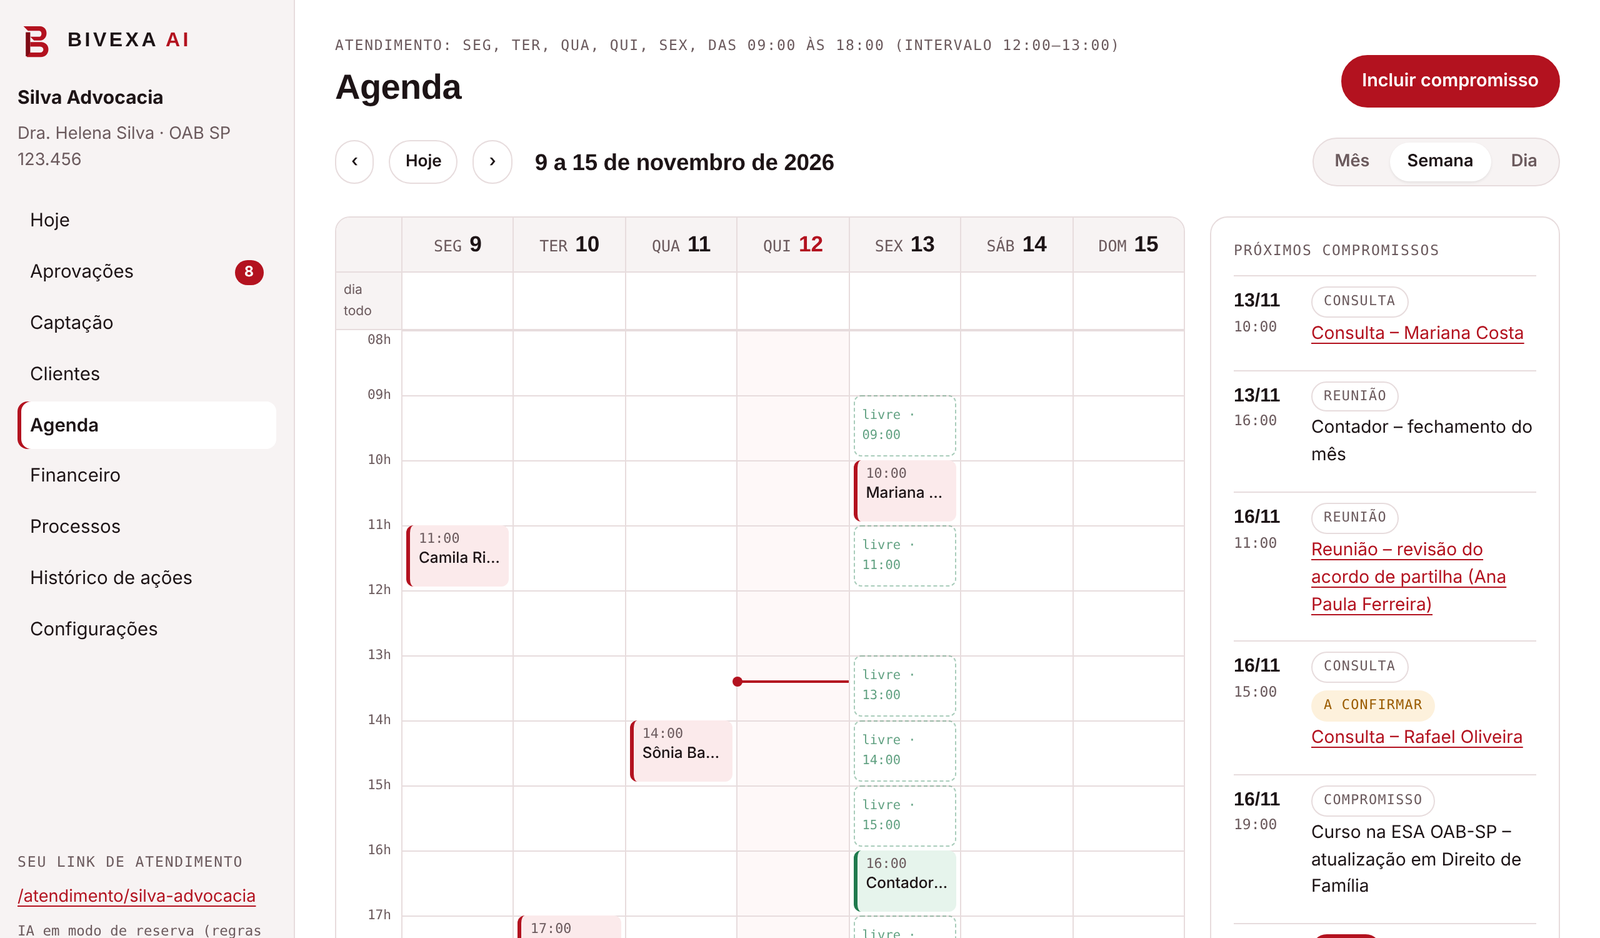 BIVEXA AI
Silva Advocacia
Dra. Helena Silva · OAB SP
123.456
Hoje
Aprovações 8
Captação
Clientes
Agenda
Financeiro
Processos
Histórico de ações
Configurações
SEU LINK DE ATENDIMENTO
/atendimento/silva-advocacia
IA em modo de reserva (regras
ATENDIMENTO: SEG, TER, QUA, QUI, SEX, DAS 09:00 ÀS 18:00 (INTERVALO 12:00–13:00)
Agenda
Incluir compromisso
‹ Hoje › 9 a 15 de novembro de 2026
Mês Semana Dia
SEG 9 TER 10 QUA 11 QUI 12 SEX 13 SÁB 14 DOM 15
dia
todo
08h
09h
livre ·
09:00
10h
10:00
Mariana ...
11h
11:00
Camila Ri...
livre ·
11:00
12h
13h
livre ·
13:00
14h
14:00
Sônia Ba...
livre ·
14:00
15h
livre ·
15:00
16h
16:00
Contador...
17h
17:00
livre ·
PRÓXIMOS COMPROMISSOS
13/11 CONSULTA
10:00
Consulta – Mariana Costa
13/11 REUNIÃO
16:00
Contador – fechamento do
mês
16/11 REUNIÃO
11:00
Reunião – revisão do
acordo de partilha (Ana
Paula Ferreira)
16/11 CONSULTA
15:00
A CONFIRMAR
Consulta – Rafael Oliveira
16/11 COMPROMISSO
19:00
Curso na ESA OAB-SP –
atualização em Direito de
Família